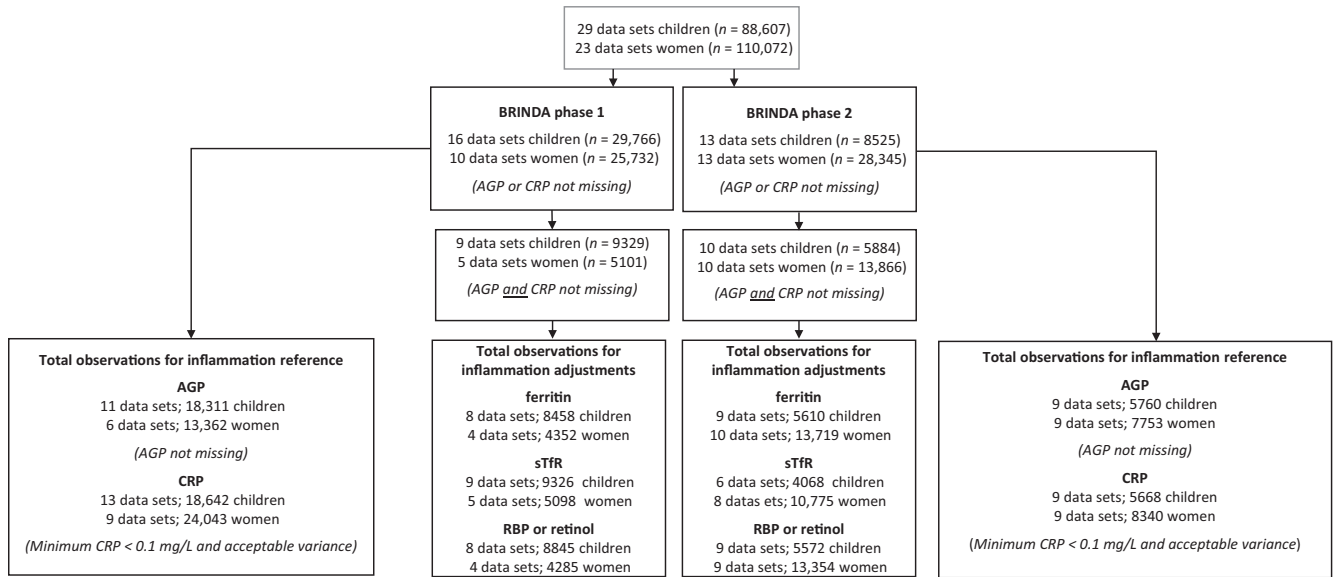 29 data sets children (n = 88,607)
23 data sets women (n = 110,072)
BRINDA phase 1
16 data sets children (n = 29,766)
10 data sets women (n = 25,732)
(AGP or CRP not missing)
BRINDA phase 2
13 data sets children (n = 8525)
13 data sets women (n = 28,345)
(AGP or CRP not missing)
9 data sets children (n = 9329)
5 data sets women (n = 5101)
(AGP and CRP not missing)
10 data sets children (n = 5884)
10 data sets women (n = 13,866)
(AGP and CRP not missing)
Total observations for inflammation reference
AGP
11 data sets; 18,311 children
6 data sets; 13,362 women
(AGP not missing)
CRP
13 data sets; 18,642 children
9 data sets; 24,043 women
(Minimum CRP < 0.1 mg/L and acceptable variance)
Total observations for
inflammation adjustments
ferritin
8 data sets; 8458 children
4 data sets; 4352 women
sTfR
9 data sets; 9326 children
5 data sets; 5098 women
RBP or retinol
8 data sets; 8845 children
4 data sets; 4285 women
Total observations for
inflammation adjustments
ferritin
9 data sets; 5610 children
10 data sets; 13,719 women
sTfR
6 data sets; 4068 children
8 data ets; 10,775 women
RBP or retinol
9 data sets; 5572 children
9 data sets; 13,354 women
Total observations for inflammation reference
AGP
9 data sets; 5760 children
9 data sets; 7753 women
(AGP not missing)
CRP
9 data sets; 5668 children
9 data sets; 8340 women
(Minimum CRP < 0.1 mg/L and acceptable variance)